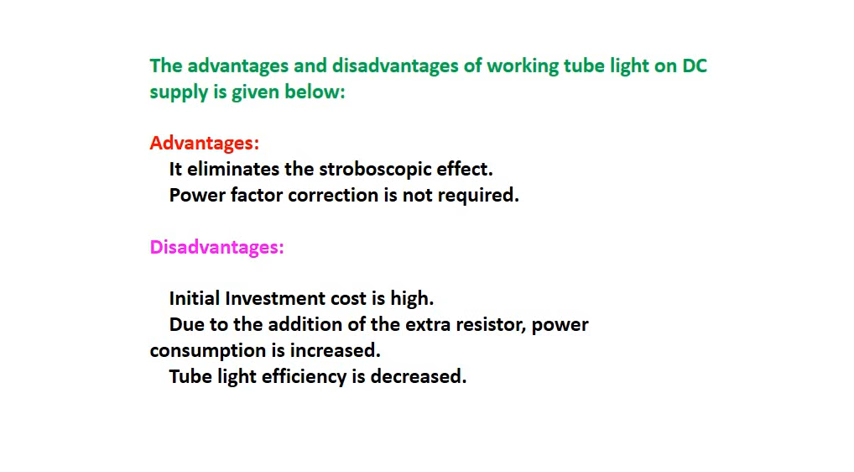 The advantages and disadvantages of working tube light on DC
supply is given below:
Advantages:
It eliminates the stroboscopic effect.
Power factor correction is not required.
Disadvantages:
Initial Investment cost is high.
Due to the addition of the extra resistor, power
consumption is increased.
Tube light efficiency is decreased.